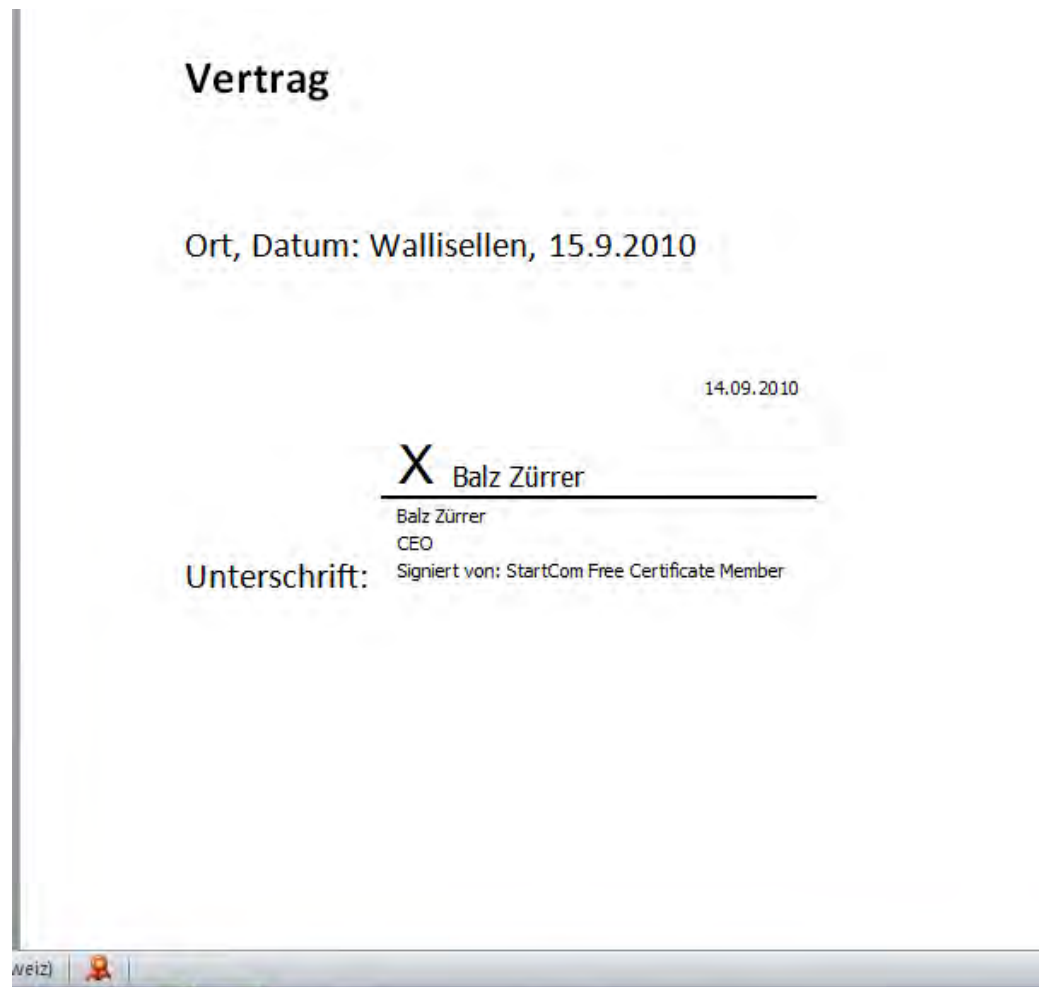 Vertrag
Ort, Datum: Wallisellen, 15.9.2010
14.09.2010
X Balz Zürrer
Balz Zürrer
CEO
Unterschrift: Signiert von: StartCom Free Certificate Member
weiz)